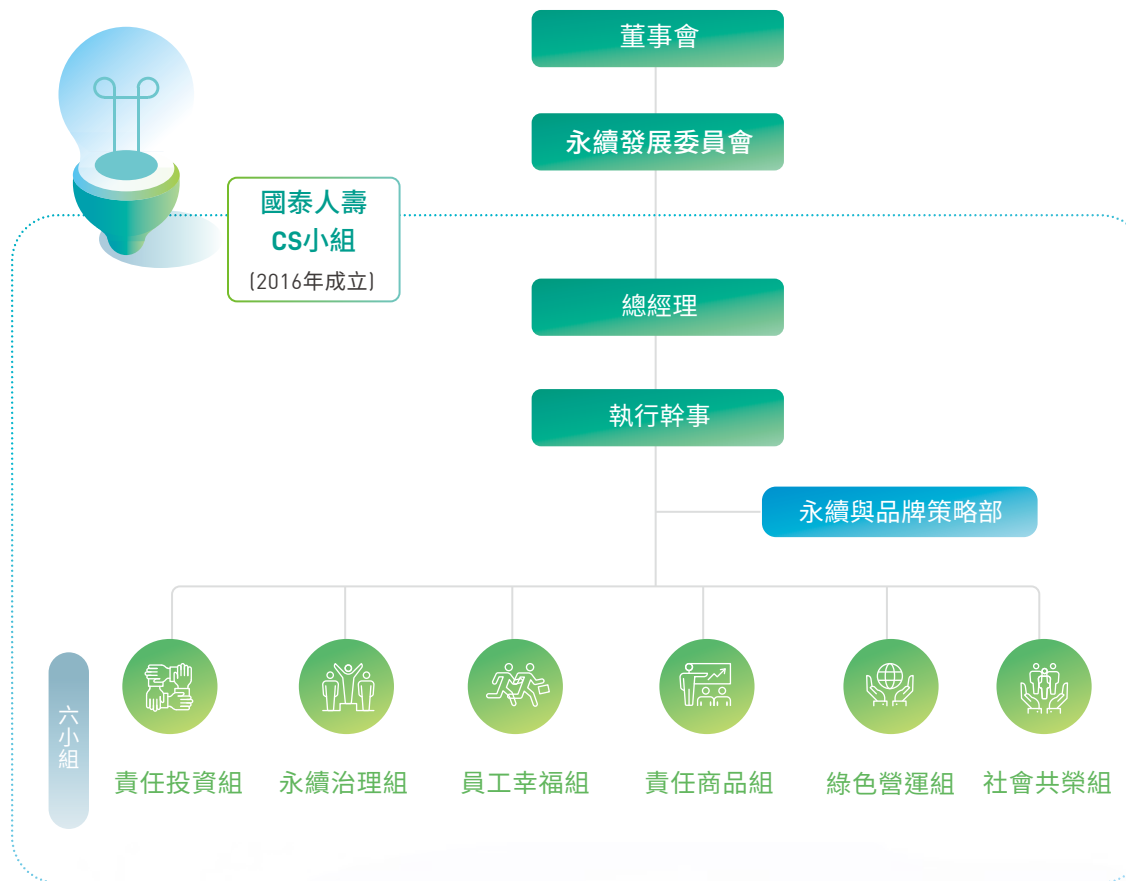 董事會
永續發展委員會
國泰人壽
CS小組
(2016年成立)
總經理
執行幹事
永續與品牌策略部
六小組
責任投資組
永續治理組
員工幸福組
責任商品組
綠色營運組
社會共榮組